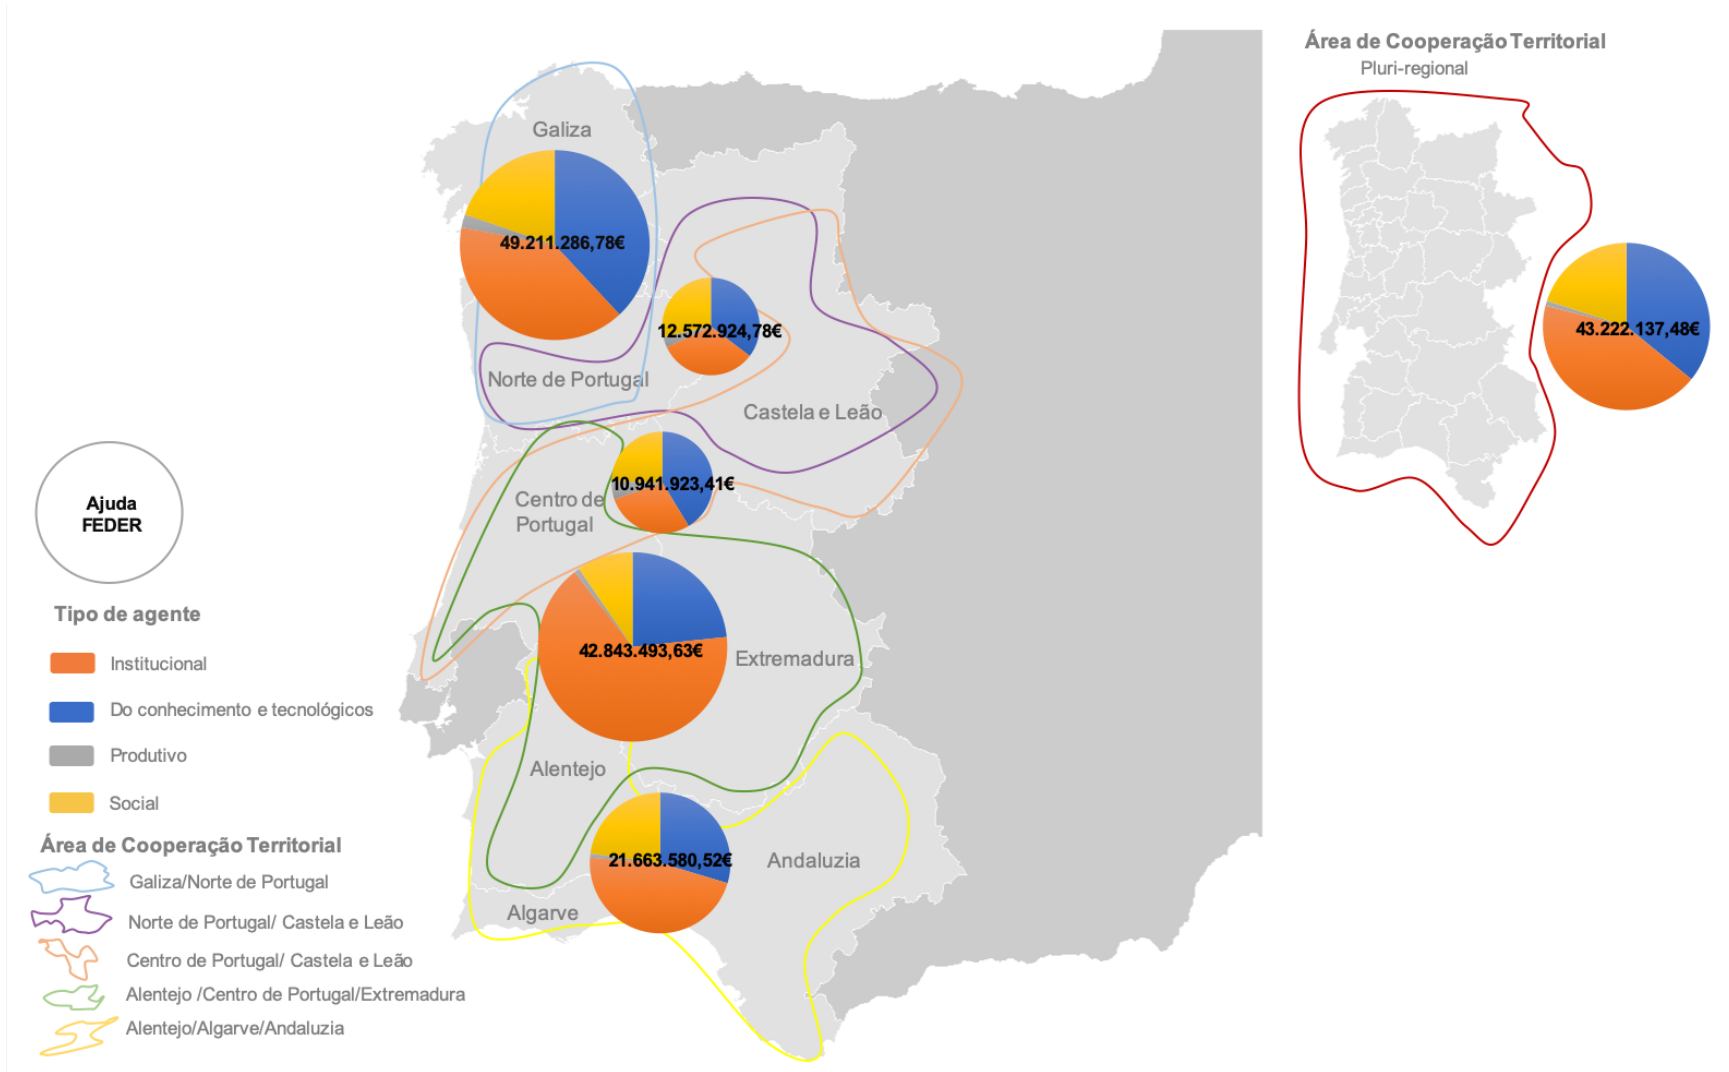 Área de Cooperação Territorial
Pluri-regional
Galiza
49.211.286,78€
12.572.924,78€
43.222.137,48€
Norte de Portugal
Castela e Leão
10.941.923,41€
Centro de
Portugal
Ajuda
FEDER
42.843.493,63€
Extremadura
Alentejo
21.663.580,52€
Andaluzia
Algarve
Tipo de agente
Institucional
Do conhecimento e tecnológicos
Produtivo
Social
Área de Cooperação Territorial
Galiza/Norte de Portugal
Norte de Portugal/ Castela e Leão
Centro de Portugal/ Castela e Leão
Alentejo /Centro de Portugal/Extremadura
Alentejo/Algarve/Andaluzia